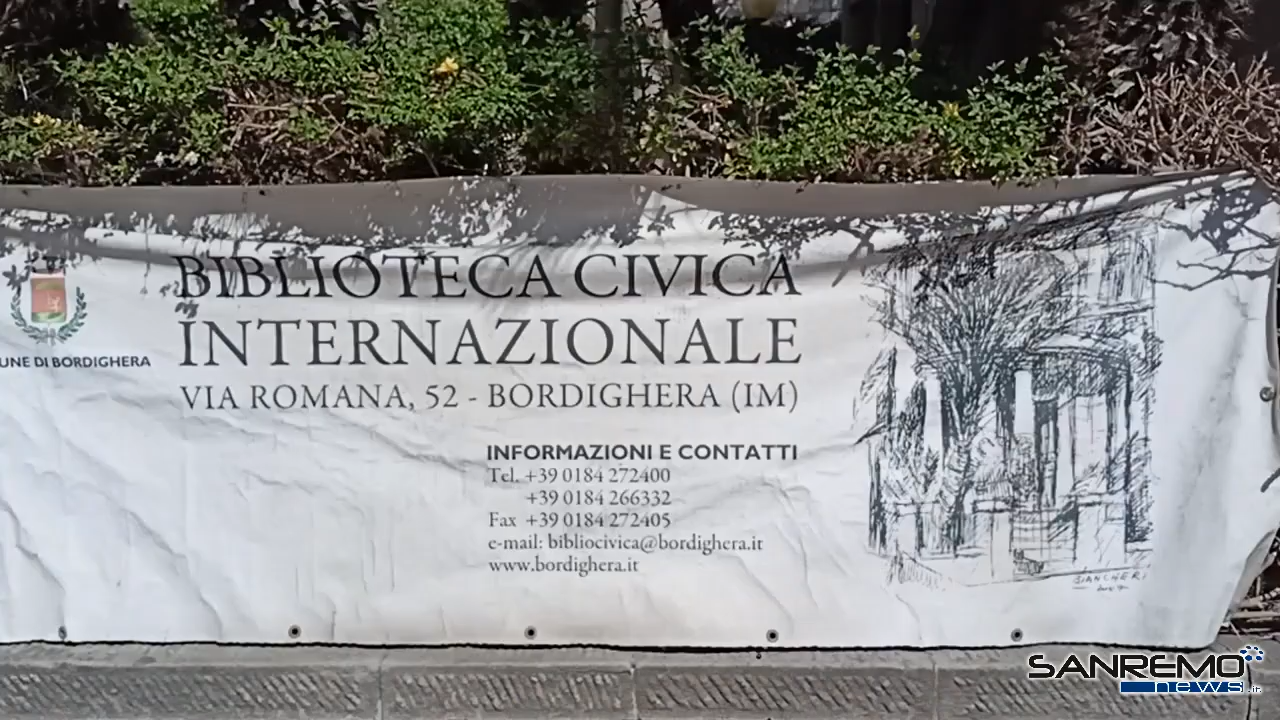 BIBLIOTECA CIVICA
INTERNAZIONALE
VIA ROMANA, 52 - BORDIGHERA (IM)
UNE DI BORDIGHERA
INFORMAZIONI E CONTATTI
Tel. +39 0184 272400
+39 0184 266332
Fax +39 0184 272405
e-mail: bibliocivica@bordighera.it
www.bordighera.it
BIANCHERI
SANREMO
news.it